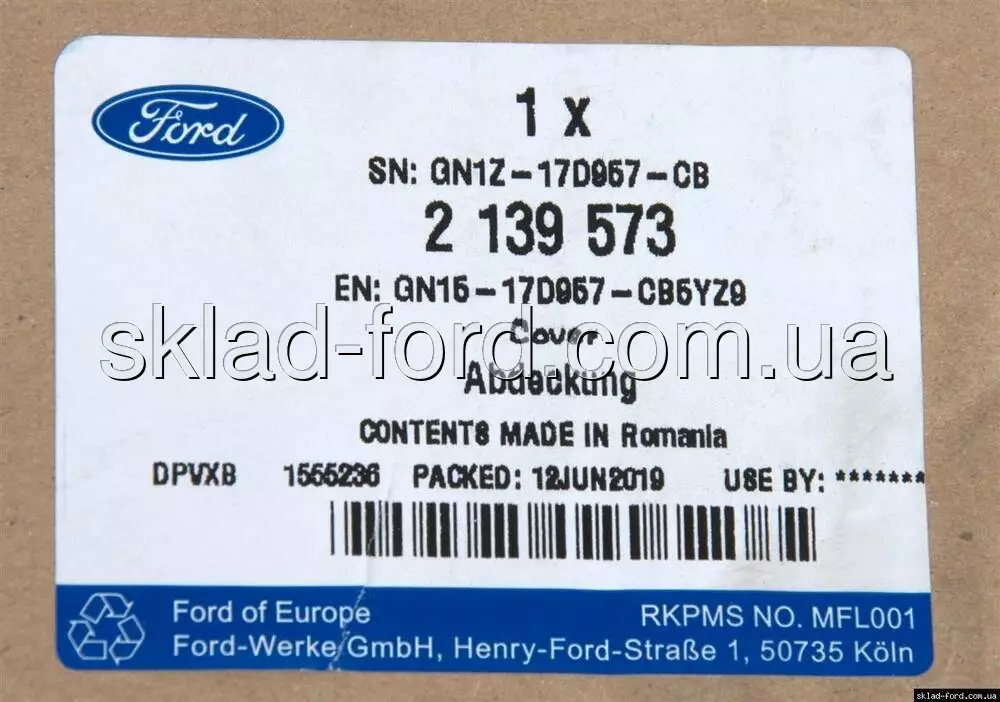 Ford
1 x
SN: GN1Z-17D957-CB
2 139 573
EN: GN15-17D957-CB5YZ9
Cover
sklad-ford.com.ua
Abdeckung
CONTENTS MADE IN Romania
DPVXB 1555236 PACKED: 12JUN2019 USE BY: *******
Ford of Europe RKPMS NO. MFL001
Ford-Werke GmbH, Henry-Ford-Straße 1, 50735 Köln
sklad-ford.com.ua